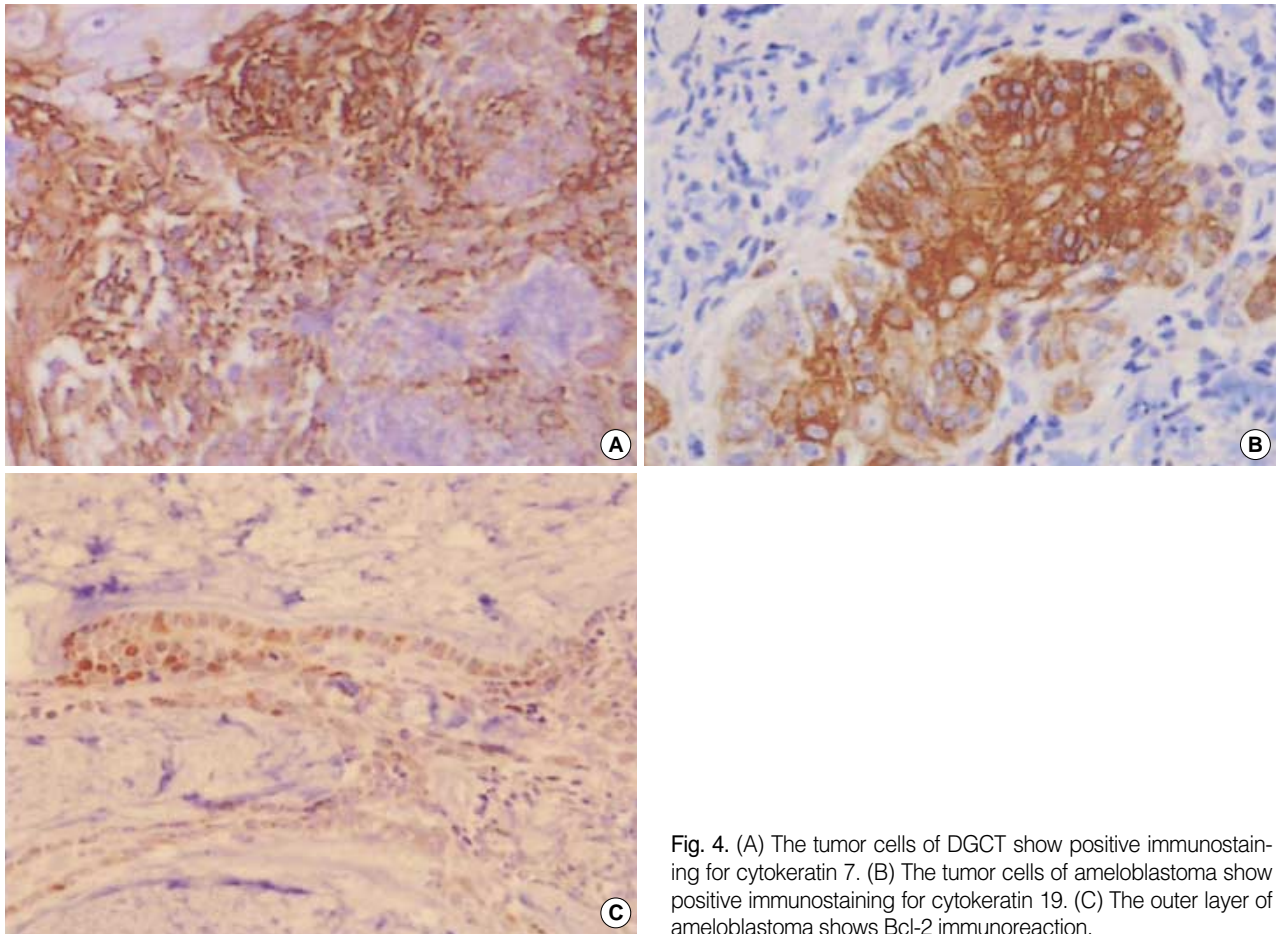 A
B
C
Fig. 4. (A) The tumor cells of DGCT show positive immunostain-
ing for cytokeratin 7. (B) The tumor cells of ameloblastoma show
positive immunostaining for cytokeratin 19. (C) The outer layer of
ameloblastoma shows Bcl-2 immunoreaction.